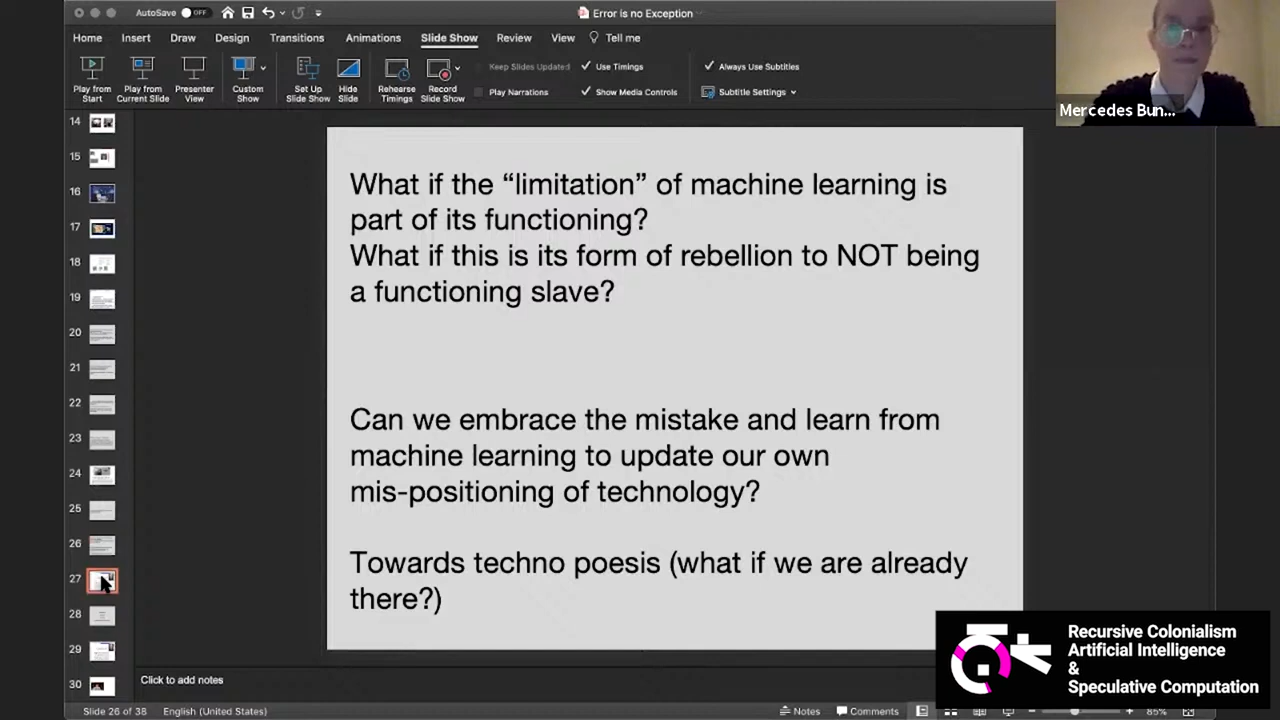 AutoSave OFF
Error is no Exception
Home Insert Draw Design Transitions Animations Slide Show Review View Tell me
Play from Start
Play from Current Slide
Presenter View
Custom Show
Set Up Slide Show
Hide Slide
Rehearse Timings
Record Slide Show
Keep Slides Updated
Use Timings
Play Narrations
Show Media Controls
Always Use Subtitles
Subtitle Settings
Mercedes Bun...
14
15
16
17
18
19
20
21
22
23
24
25
26
27
28
29
30
What if the “limitation” of machine learning is
part of its functioning?
What if this is its form of rebellion to NOT being
a functioning slave?
Can we embrace the mistake and learn from
machine learning to update our own
mis-positioning of technology?
Towards techno poesis (what if we are already
there?)
Recursive Colonialism
Artificial Intelligence
&
Speculative Computation
Click to add notes
Slide 26 of 38 English (United States) Notes Comments 85%